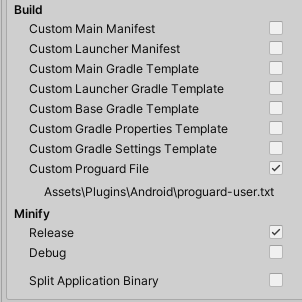 Build
Custom Main Manifest
Custom Launcher Manifest
Custom Main Gradle Template
Custom Launcher Gradle Template
Custom Base Gradle Template
Custom Gradle Properties Template
Custom Gradle Settings Template
Custom Proguard File
Assets\Plugins\Android\proguard-user.txt
Minify
Release
Debug
Split Application Binary